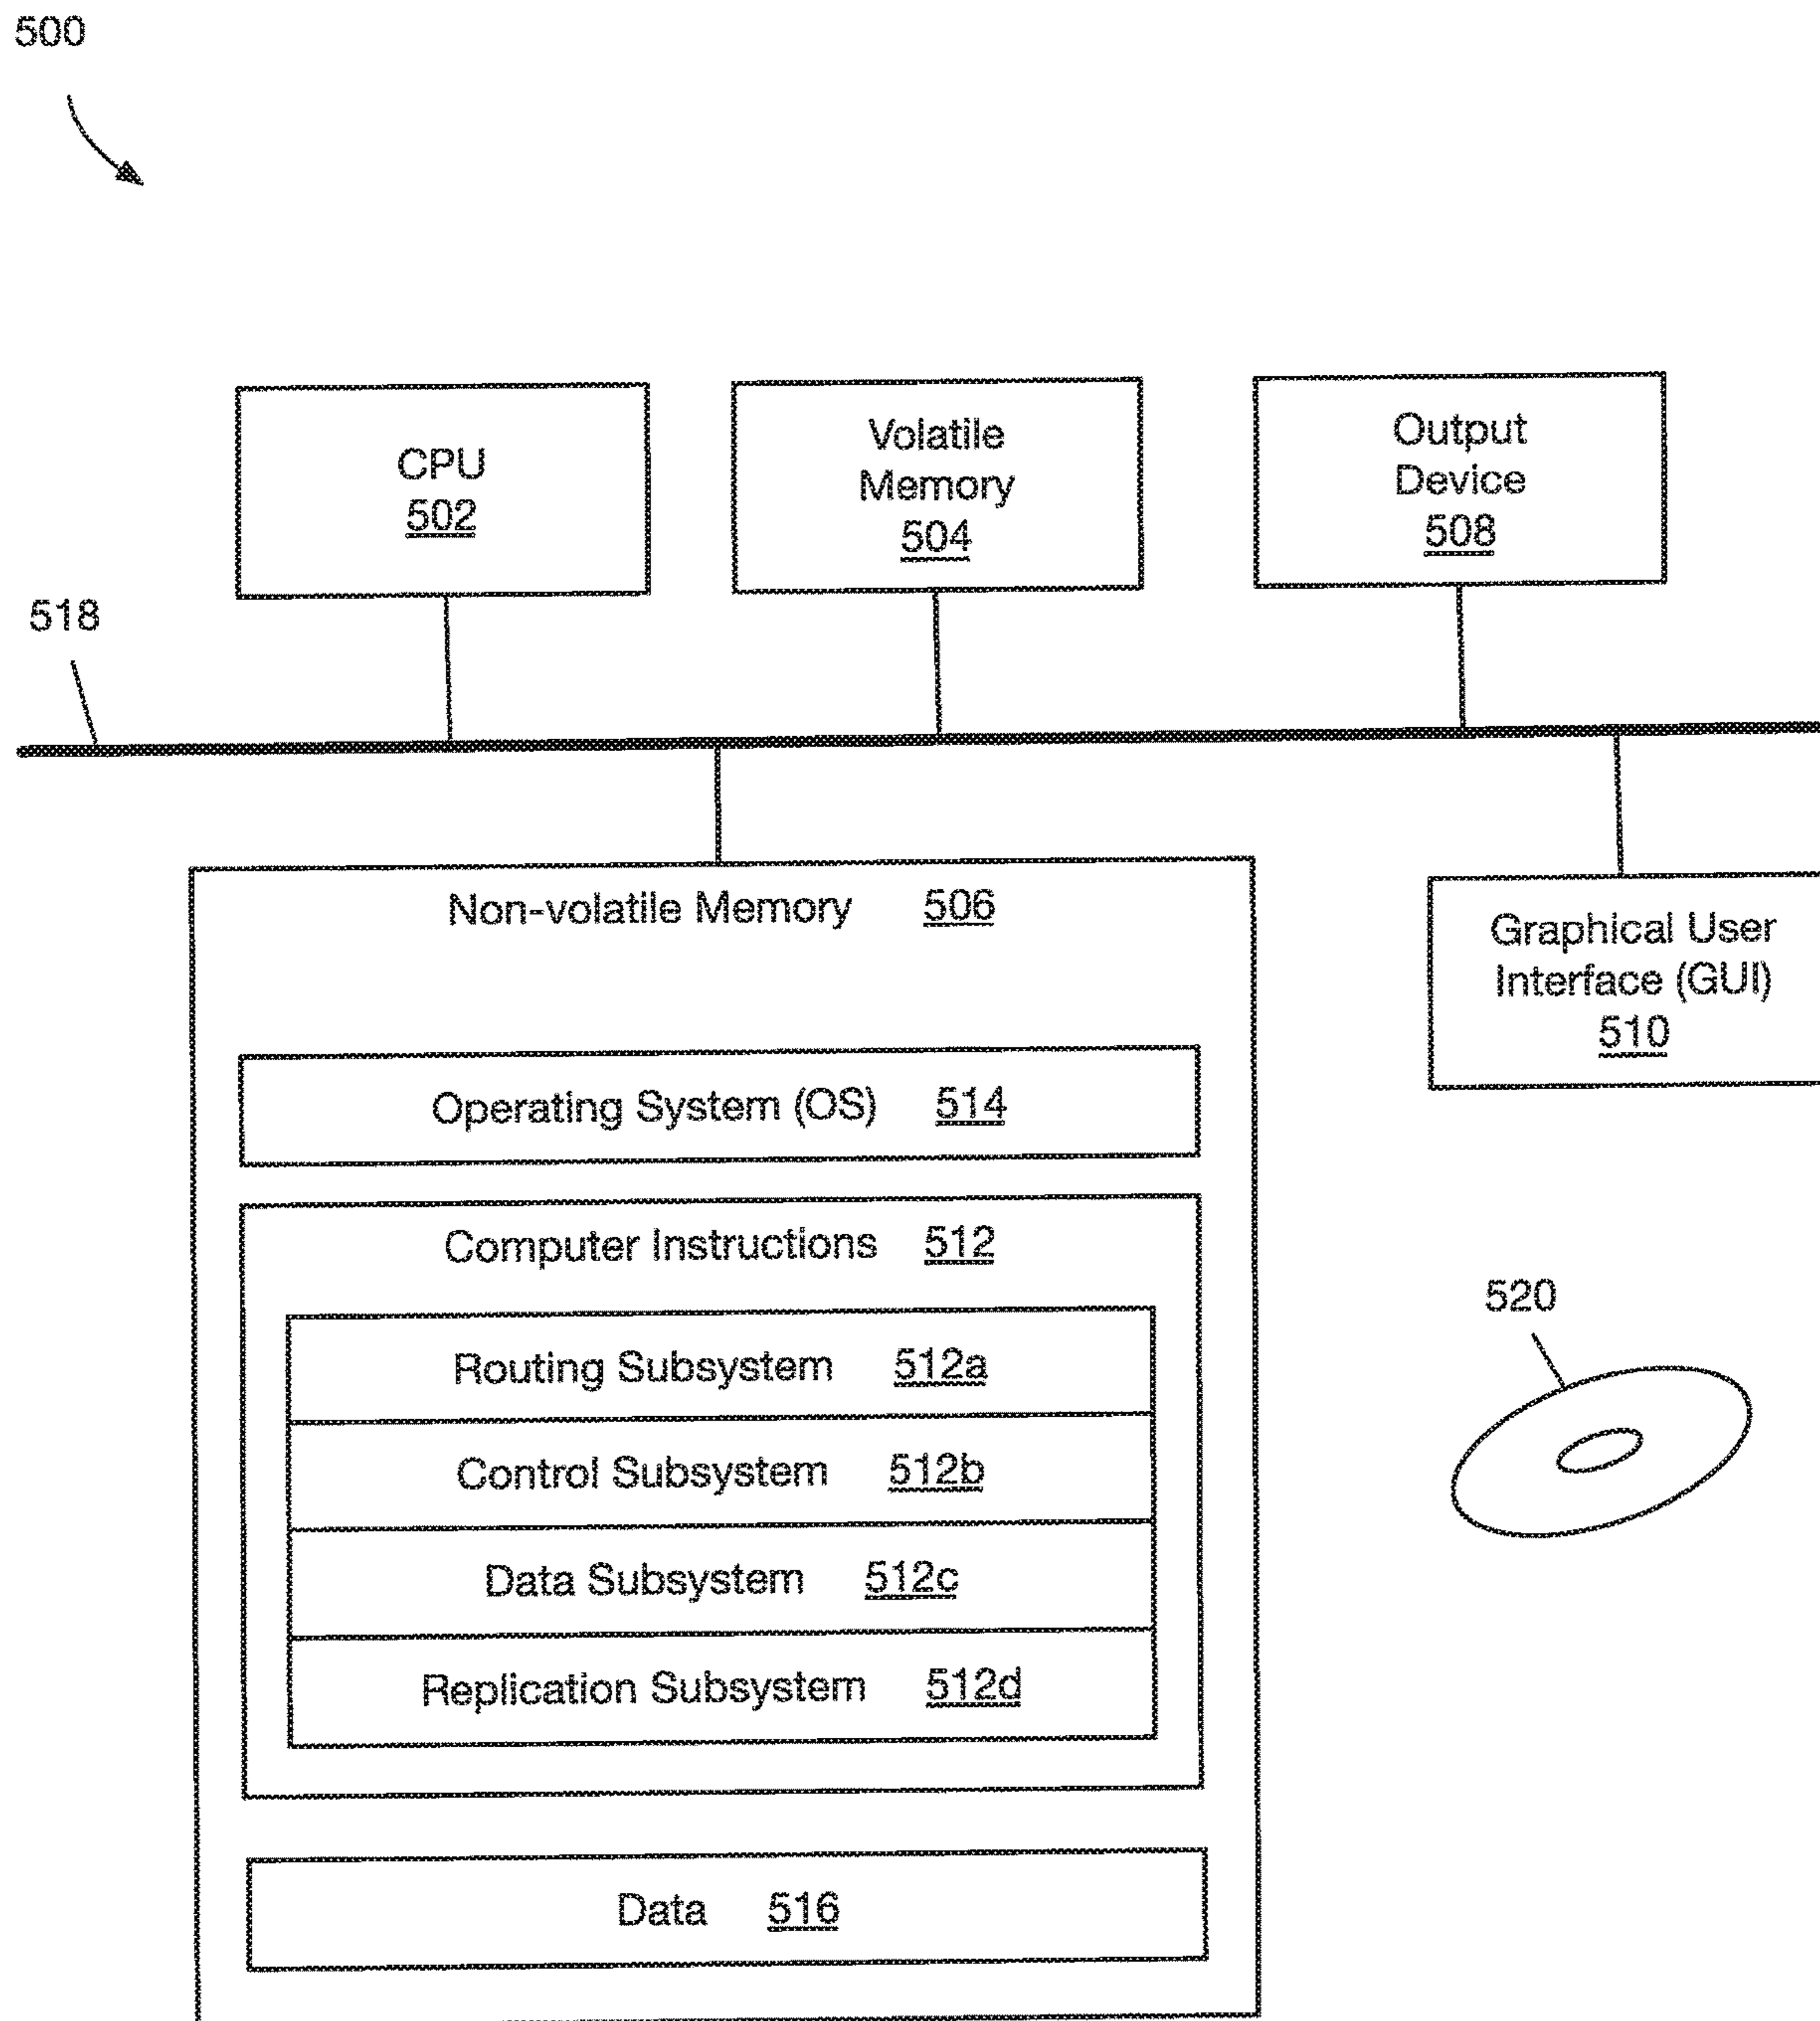 500
CPU
502
Volatile
Memory
504
Output
Device
508
518
Non-volatile Memory 506
Graphical User
Interface (GUI)
510
Operating System (OS) 514
Computer Instructions 512
Routing Subsystem 512a
Control Subsystem 512b
Data Subsystem 512c
Replication Subsystem 512d
520
Data 516